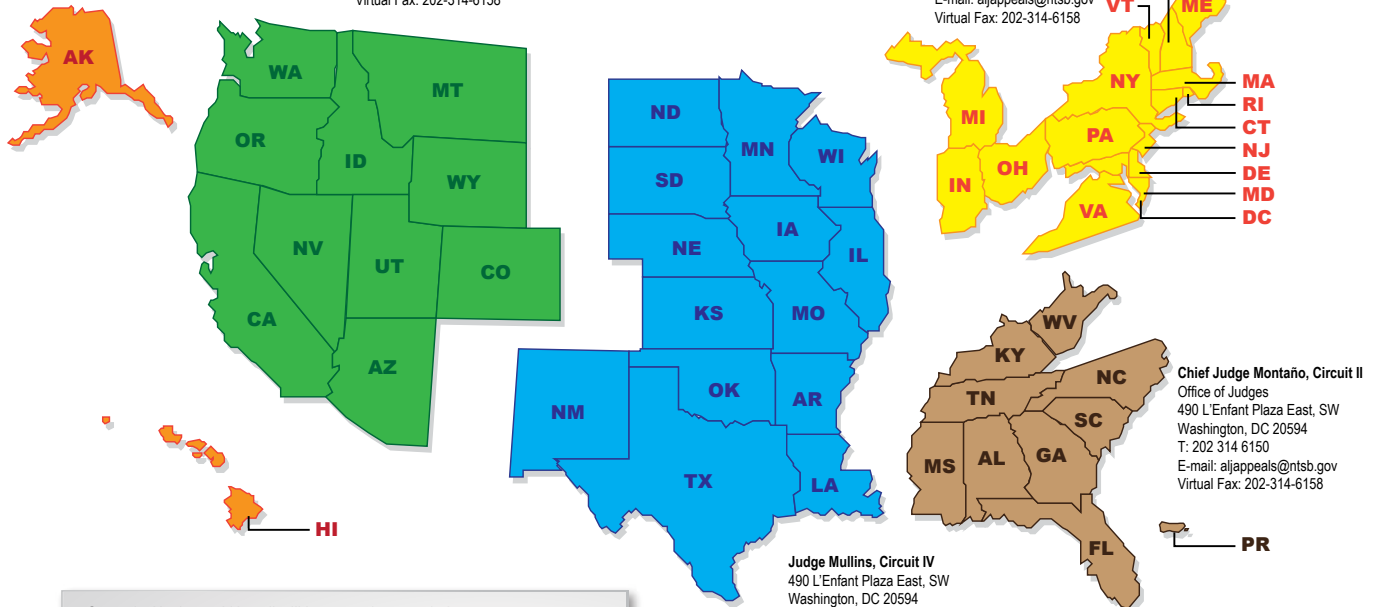 Virtual Fax: 202-314-6158
E-mail: aljappeals@ntsb.gov
Virtual Fax: 202-314-6158
VT
ME
AK
WA
MT
OR
ID
WY
NV
UT
CO
CA
AZ
HI
ND
MN
WI
SD
IA
NE
IL
KS
MO
NM
OK
AR
TX
LA
MI
NY
MA
RI
CT
PA
NJ
OH
DE
IN
MD
VA
DC
WV
KY
NC
TN
SC
MS
AL
GA
FL
PR
Chief Judge Montaño, Circuit II
Office of Judges
490 L’Enfant Plaza East, SW
Washington, DC 20594
T: 202 314 6150
E-mail: aljappeals@ntsb.gov
Virtual Fax: 202-314-6158
Judge Mullins, Circuit IV
490 L’Enfant Plaza East, SW
Washington, DC 20594